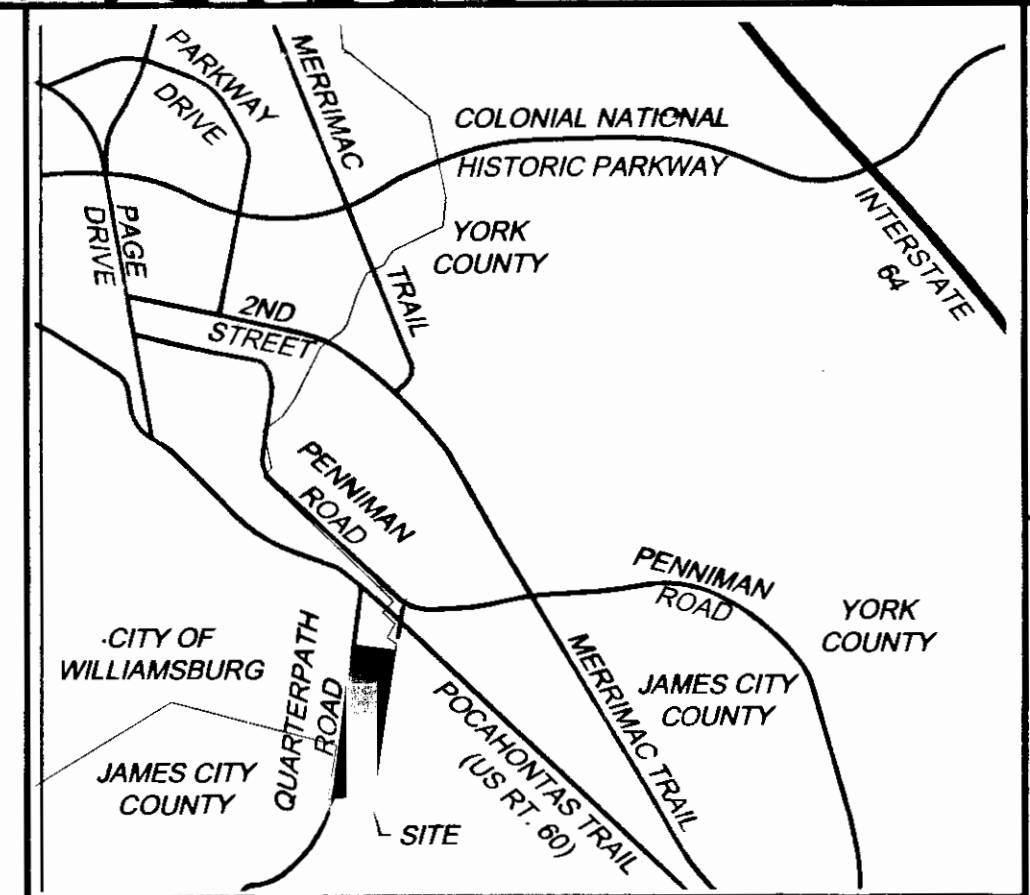 PARKWAY
DRIVE
MERRIMAC
TRAIL
COLONIAL NATIONAL
HISTORIC PARKWAY
INTERSTATE
64
PAGE
DRIVE
YORK
COUNTY
2ND
STREET
PENNIMAN
ROAD
PENNIMAN
ROAD
YORK
COUNTY
CITY OF
WILLIAMSBURG
QUARTERPATH
ROAD
JAMES CITY
COUNTY
MERRIMAC TRAIL
POCAHONTAS TRAIL
(US RT. 60)
JAMES CITY
COUNTY
SITE